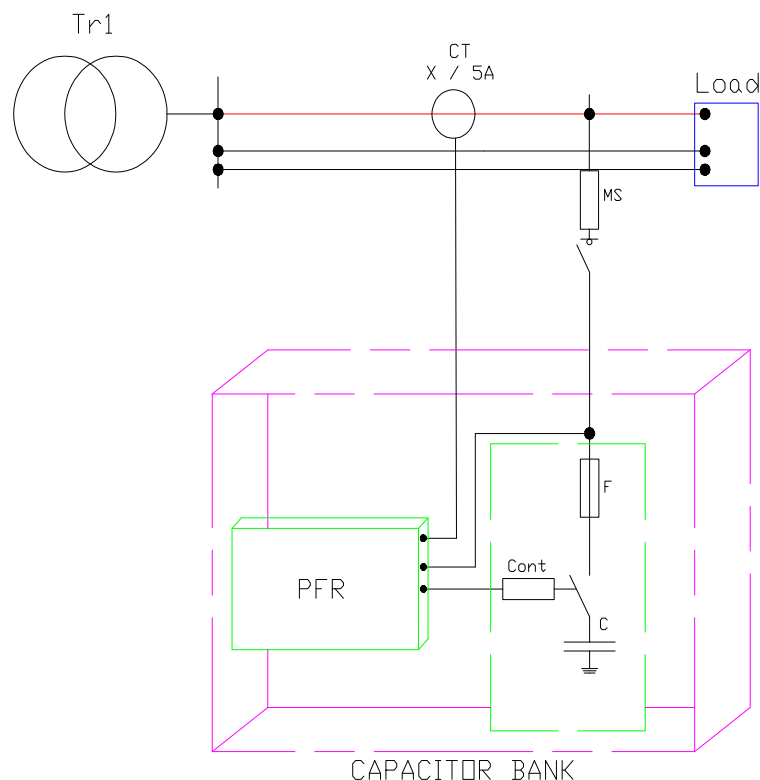 Tr1
CT
X / 5A
Load
MS
F
Cont
PFR
C
CAPACITOR BANK